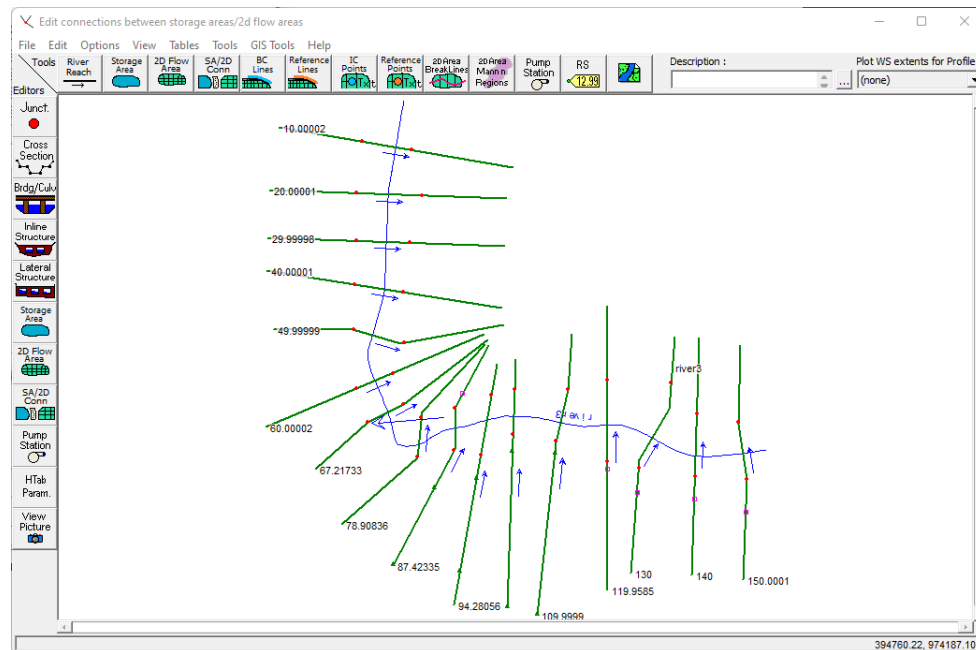 Edit connections between storage areas/2d flow areas
File Edit Options View Tables Tools GIS Tools Help
Tools
Editors
River
Reach
Storage
Area
2D Flow
Area
SA/2D
Conn
BC
Lines
Reference
Lines
IC
Points
Reference
Points
2D Area
Break Lines
2D Area
Mann n
Regions
Pump
Station
RS
12.99
Description :
...
Plot WS extents for Profile
(none)
Junct.
Cross
Section
Brdg/Culv
Inline
Structure
Lateral
Structure
Storage
Area
2D Flow
Area
SA/2D
Conn
Pump
Station
HTab
Param.
View
Picture
-10.00002
-20.00001
-29.99998
-40.00001
-49.99999
60.00002
67.21733
78.90836
87.42335
94.28056
109.9999
119.9585
130
140
150.0001
river3
river3
394760.22, 974187.10